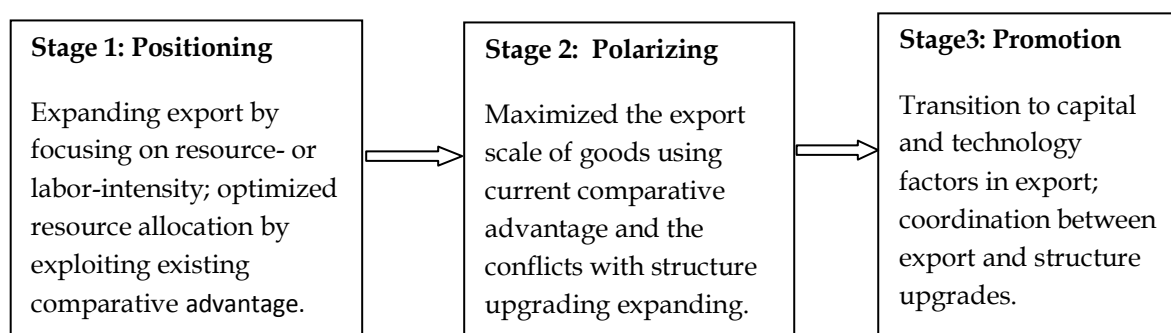 Stage 1: Positioning
Expanding export by
focusing on resource- or
labor-intensity; optimized
resource allocation by
exploiting existing
comparative advantage.
Stage 2:  Polarizing
Maximized the export
scale of goods using
current comparative
advantage and the
conflicts with structure
upgrading expanding.
Stage3: Promotion
Transition to capital
and technology
factors in export;
coordination between
export and structure
upgrades.